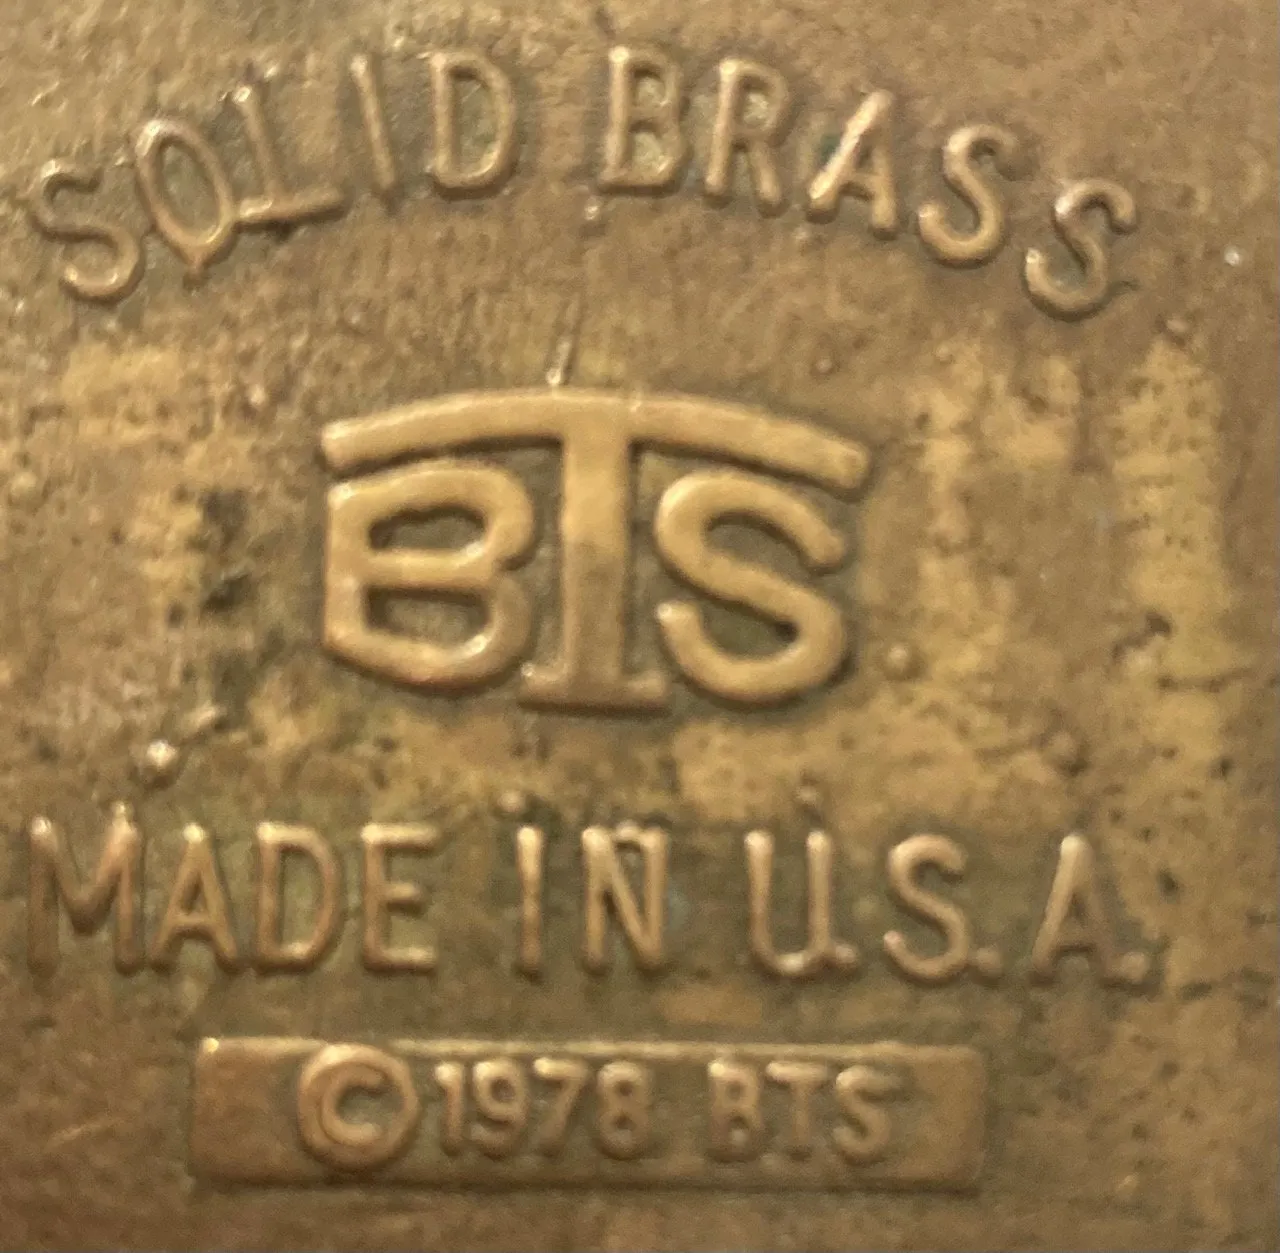 SOLID BRASS
BTS
MADE IN U.S.A.
©1978 BTS